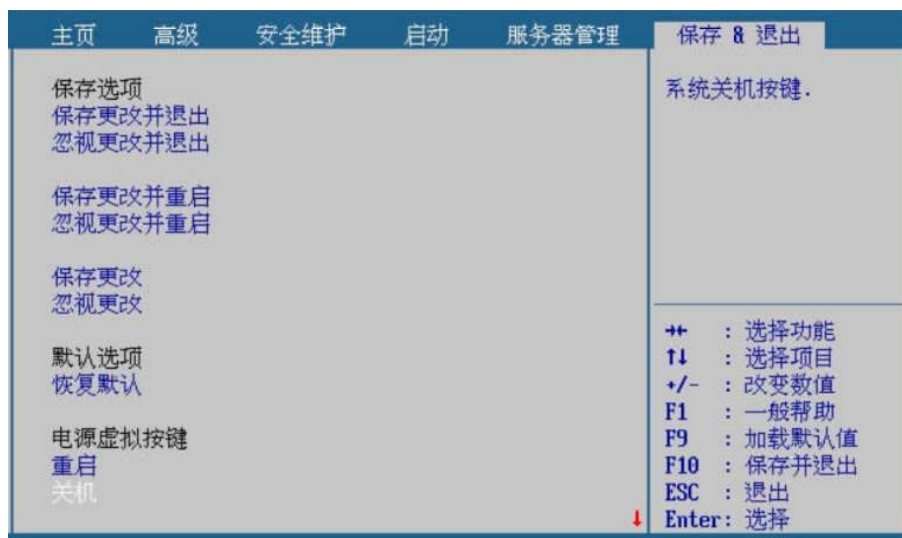 主页 高级 安全维护 启动 服务器管理 保存 & 退出
保存选项
保存更改并退出
忽视更改并退出
保存更改并重启
忽视更改并重启
保存更改
忽视更改
默认选项
恢复默认
电源虚拟按键
重启
关机
系统关机按键.
→← : 选择功能
↑↓ : 选择项目
+/- : 改变数值
F1 : 一般帮助
F9 : 加载默认值
F10 : 保存并退出
ESC : 退出
Enter: 选择